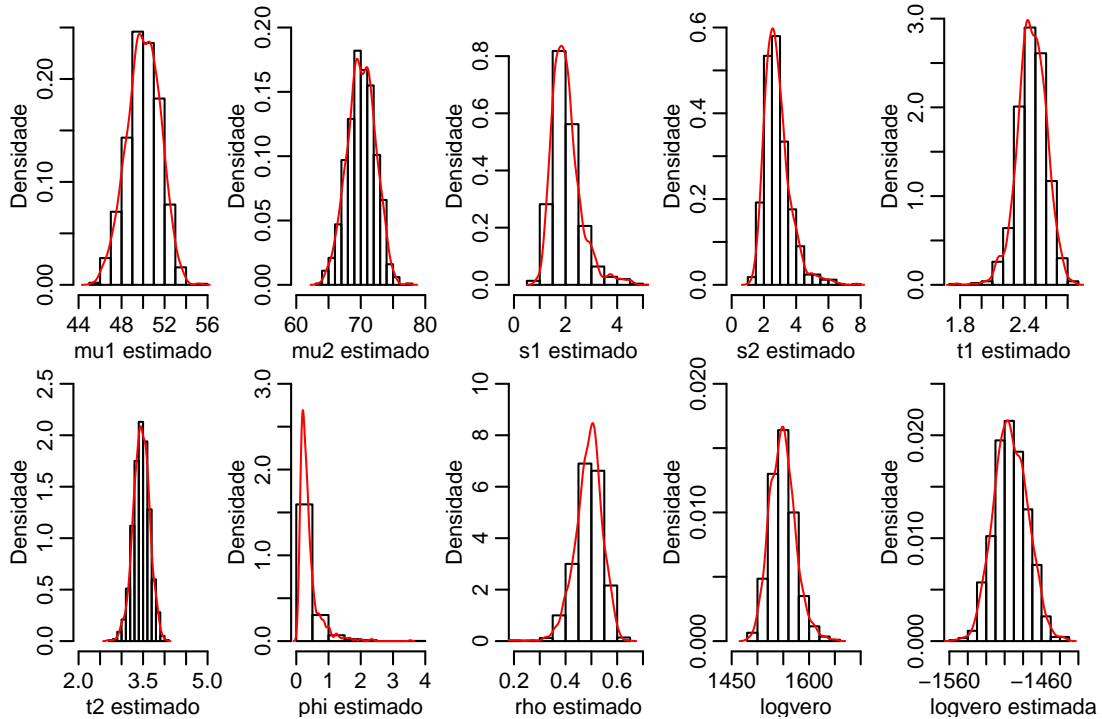 Densidade
0.00
0.10
0.20
44 48 52 56
mu1 estimado
Densidade
0.00
0.05
0.10
0.15
0.20
60 70 80
mu2 estimado
Densidade
0.0
0.2
0.4
0.6
0.8
0 2 4
s1 estimado
Densidade
0.0
0.2
0.4
0.6
0 2 4 6 8
s2 estimado
Densidade
0.0
1.0
2.0
3.0
1.8 2.4
t1 estimado
Densidade
0.0
0.5
1.0
1.5
2.0
2.5
2.0 3.5 5.0
t2 estimado
Densidade
0.0
1.0
2.0
3.0
0 1 2 3 4
phi estimado
Densidade
0
2
4
6
8
10
0.2 0.4 0.6
rho estimado
Densidade
0.000
0.010
0.020
1450 1600
logvero
Densidade
0.000
0.010
0.020
−1560 −1460
logvero estimada